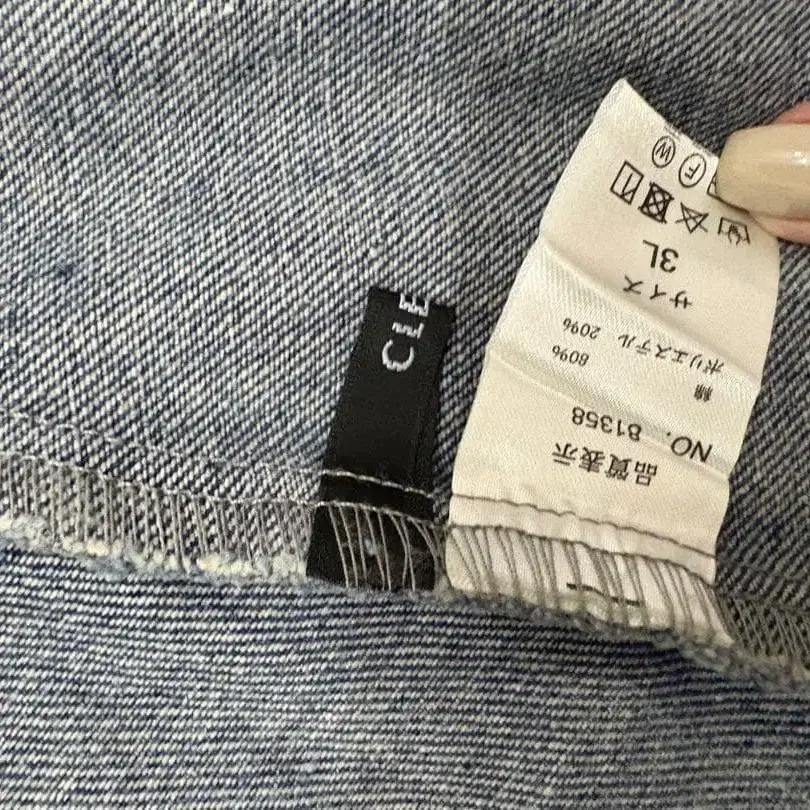 CLE
品質表示
NO. 81358
綿 80%
ポリエステル 20%
サイズ
3L
F W